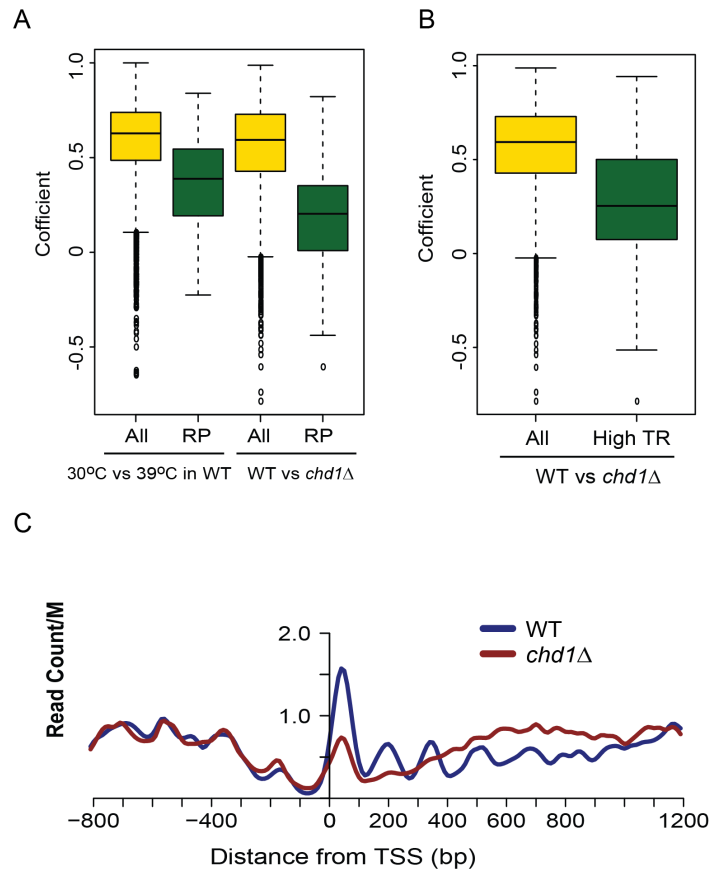 A
Cofficient
1.0
0.5
0
-0.5
All RP All RP
30ºC vs 39ºC in WT WT vs chd1Δ
B
Cofficient
1.0
0.5
0
-0.5
All High TR
WT vs chd1Δ
C
Read Count/M
2.0
1.0
WT
chd1Δ
−800 −400 0 200 400 600 800 1200
Distance from TSS (bp)